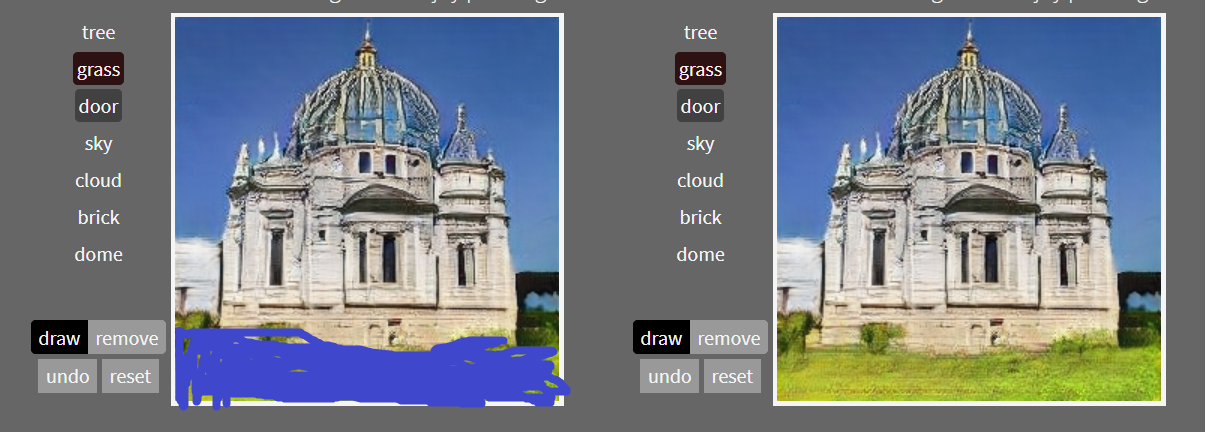 tree
grass
door
sky
cloud
brick
dome
draw remove
undo reset
tree
grass
door
sky
cloud
brick
dome
draw remove
undo reset